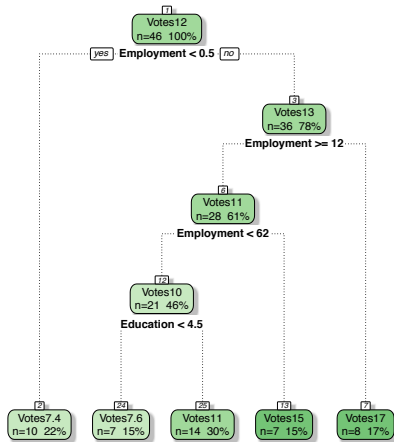 1
Votes12
n=46 100%
yes Employment < 0.5 no
3
Votes13
n=36 78%
Employment >= 12
6
Votes11
n=28 61%
Employment < 62
12
Votes10
n=21 46%
Education < 4.5
2
Votes7.4
n=10 22%
24
Votes7.6
n=7 15%
25
Votes11
n=14 30%
13
Votes15
n=7 15%
7
Votes17
n=8 17%